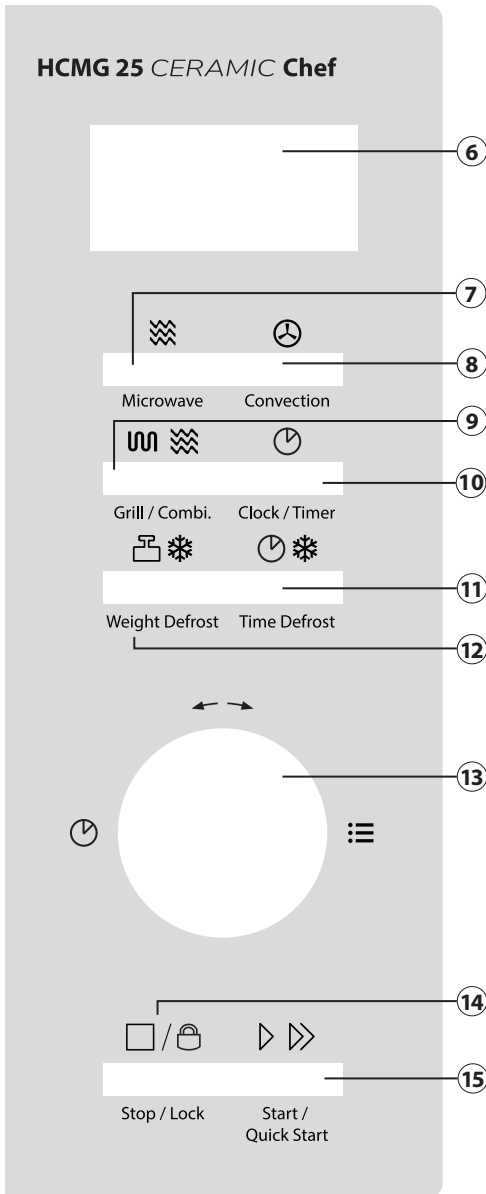 HCMG 25 CERAMIC Chef
6
7
8
Microwave Convection
9
10
Grill / Combi. Clock / Timer
11
Weight Defrost Time Defrost
12
13
14
15
Stop / Lock Start /
Quick Start